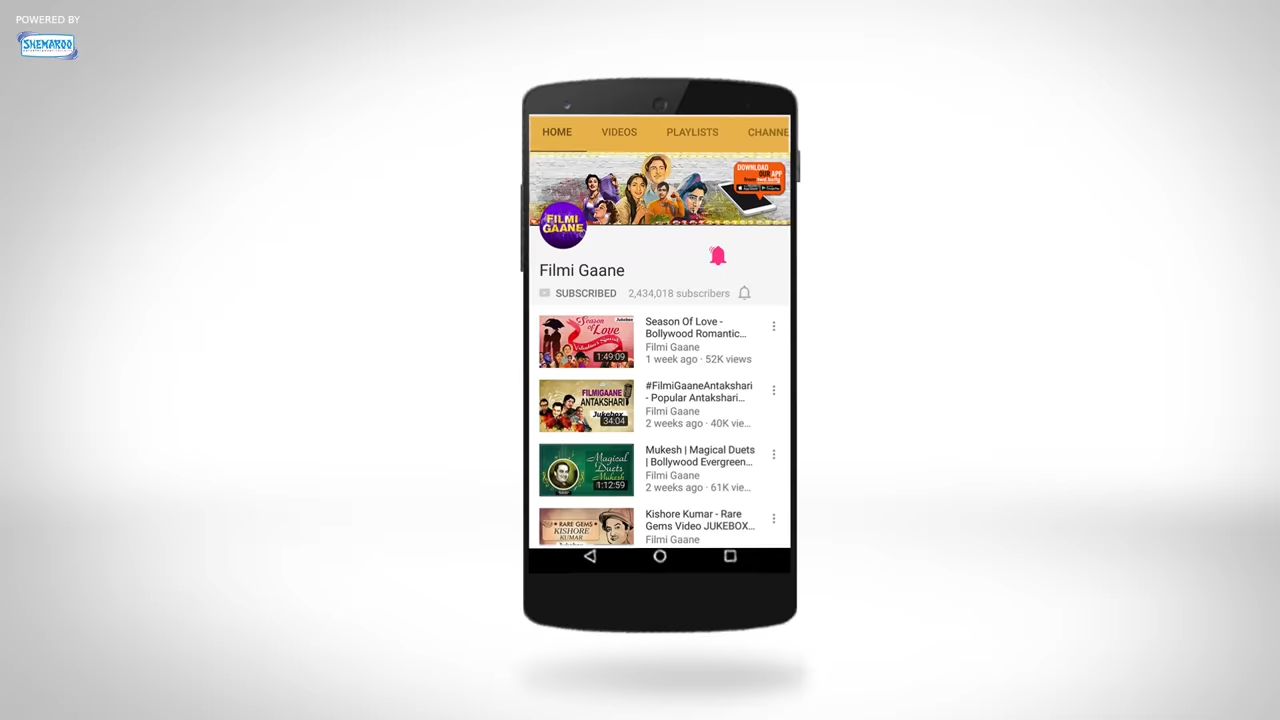 POWERED BY
SHEMAROO
HOME VIDEOS PLAYLISTS CHANNE
DOWNLOAD
OUR APP
FILMI
GAANE
Filmi Gaane
SUBSCRIBED 2,434,018 subscribers
Season
of Love
Jukebox
Valentine's Special
1:49:09
Season Of Love -
Bollywood Romantic...
Filmi Gaane
1 week ago · 52K views
FILMIGAANE
ANTAKSHARI
Jukebox
34:04
#FilmiGaaneAntakshari
- Popular Antakshari...
Filmi Gaane
2 weeks ago · 40K vie...
Magical
Duets
Mukesh
1:12:59
Mukesh | Magical Duets
| Bollywood Evergreen...
Filmi Gaane
2 weeks ago · 61K vie...
RARE GEMS
KISHORE
KUMAR
Kishore Kumar - Rare
Gems Video JUKEBOX...
Filmi Gaane